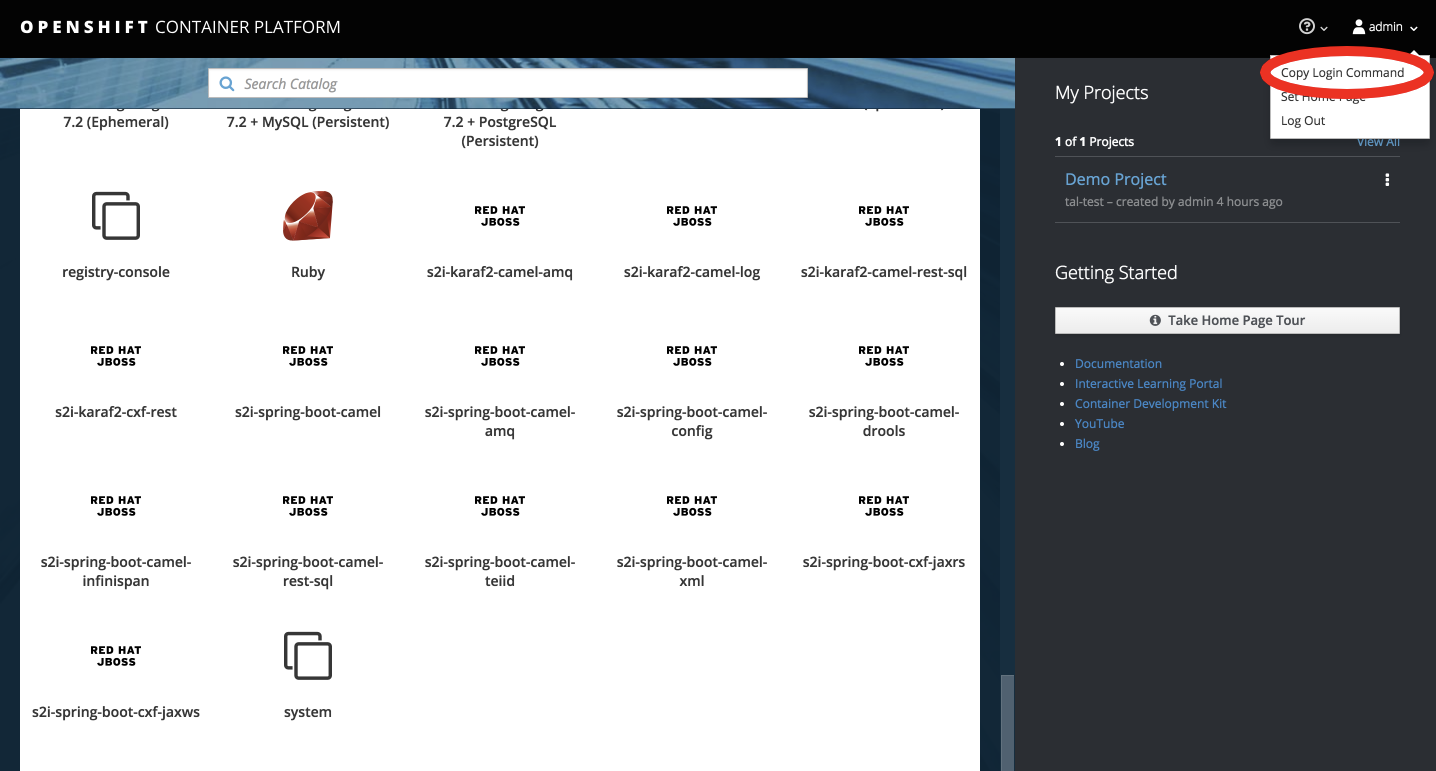 OPENSHIFT CONTAINER PLATFORM
admin
Search Catalog
Copy Login Command
Set Home Page
Log Out
7.2 (Ephemeral)
7.2 + MySQL (Persistent)
7.2 + PostgreSQL
(Persistent)
registry-console
Ruby
RED HAT
JBOSS
s2i-karaf2-camel-amq
RED HAT
JBOSS
s2i-karaf2-camel-log
RED HAT
JBOSS
s2i-karaf2-camel-rest-sql
RED HAT
JBOSS
s2i-karaf2-cxf-rest
RED HAT
JBOSS
s2i-spring-boot-camel
RED HAT
JBOSS
s2i-spring-boot-camel-
amq
RED HAT
JBOSS
s2i-spring-boot-camel-
config
RED HAT
JBOSS
s2i-spring-boot-camel-
drools
RED HAT
JBOSS
s2i-spring-boot-camel-
infinispan
RED HAT
JBOSS
s2i-spring-boot-camel-
rest-sql
RED HAT
JBOSS
s2i-spring-boot-camel-
teiid
RED HAT
JBOSS
s2i-spring-boot-camel-
xml
RED HAT
JBOSS
s2i-spring-boot-cxf-jaxrs
RED HAT
JBOSS
s2i-spring-boot-cxf-jaxws
system
My Projects
1 of 1 Projects
View All
Demo Project
tal-test – created by admin 4 hours ago
Getting Started
Take Home Page Tour
Documentation
Interactive Learning Portal
Container Development Kit
YouTube
Blog